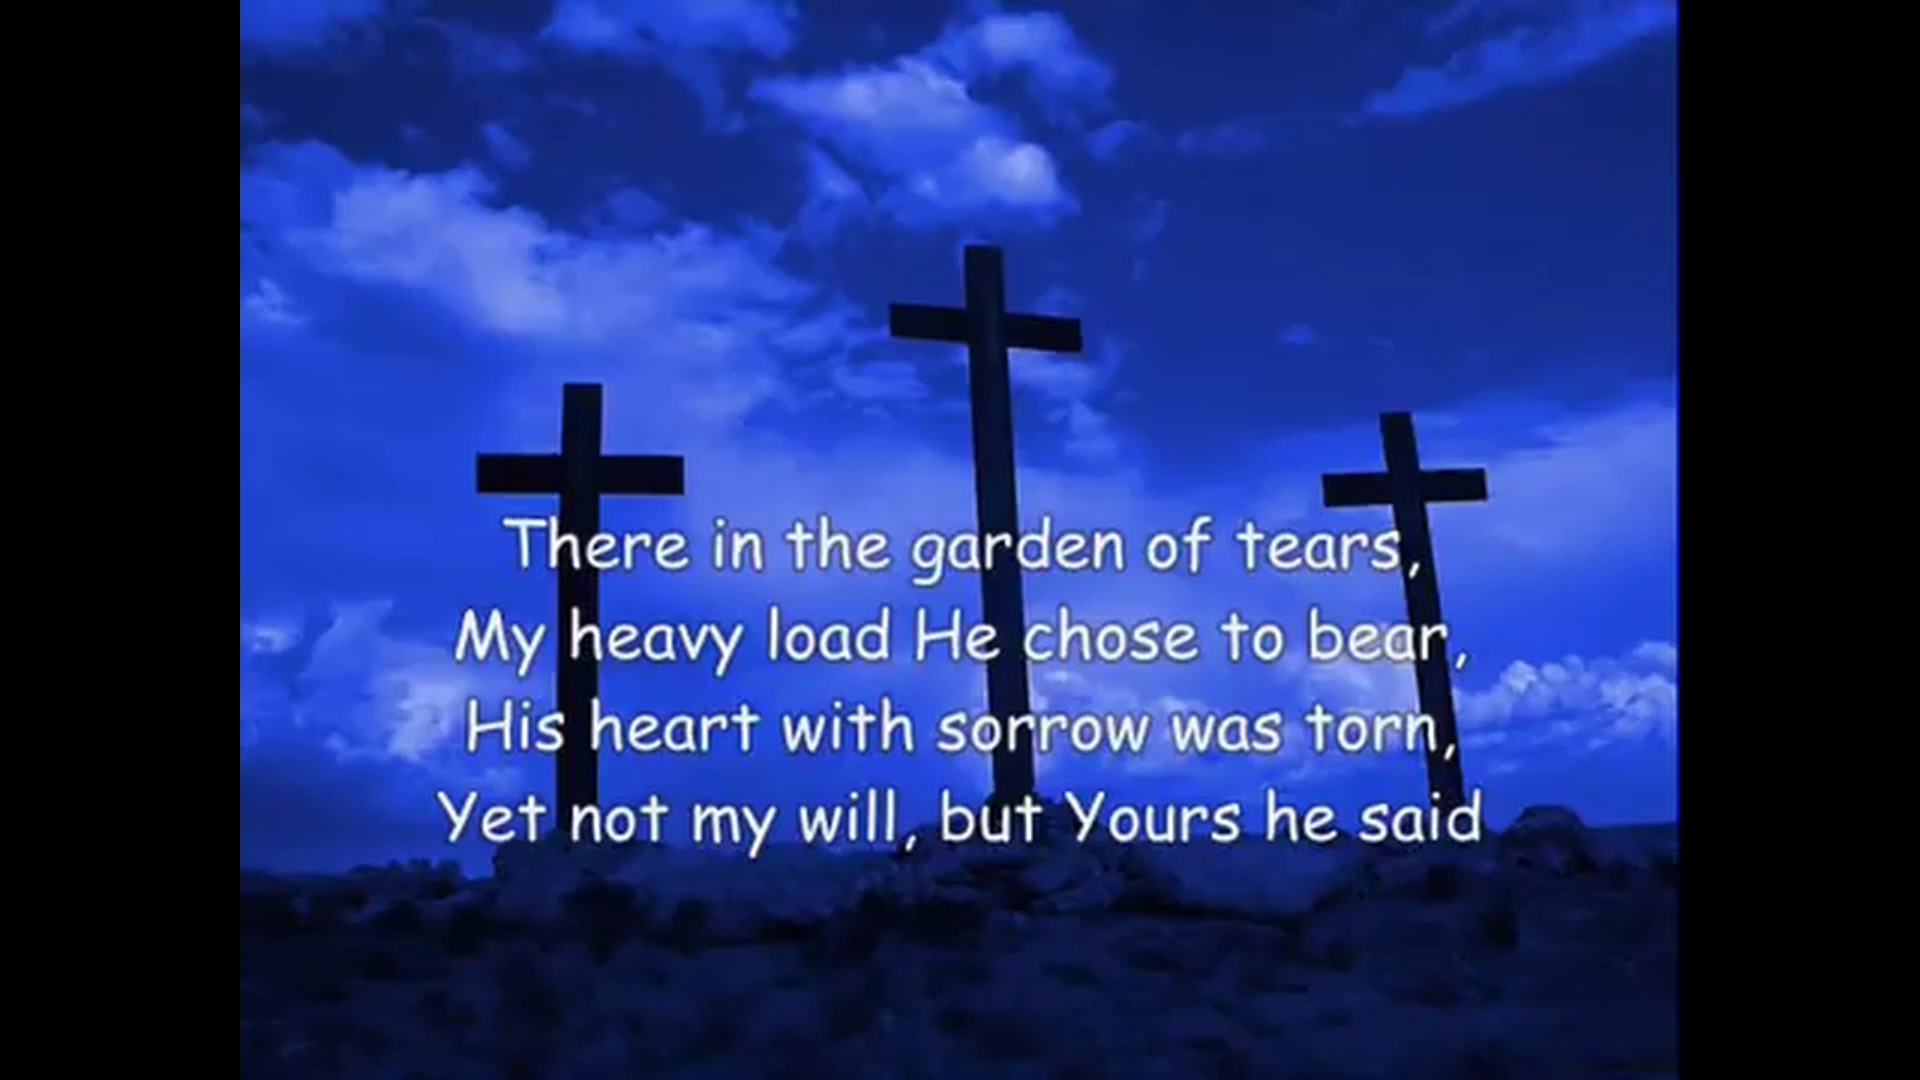 There in the garden of tears,
My heavy load He chose to bear,
His heart with sorrow was torn,
Yet not my will, but Yours he said